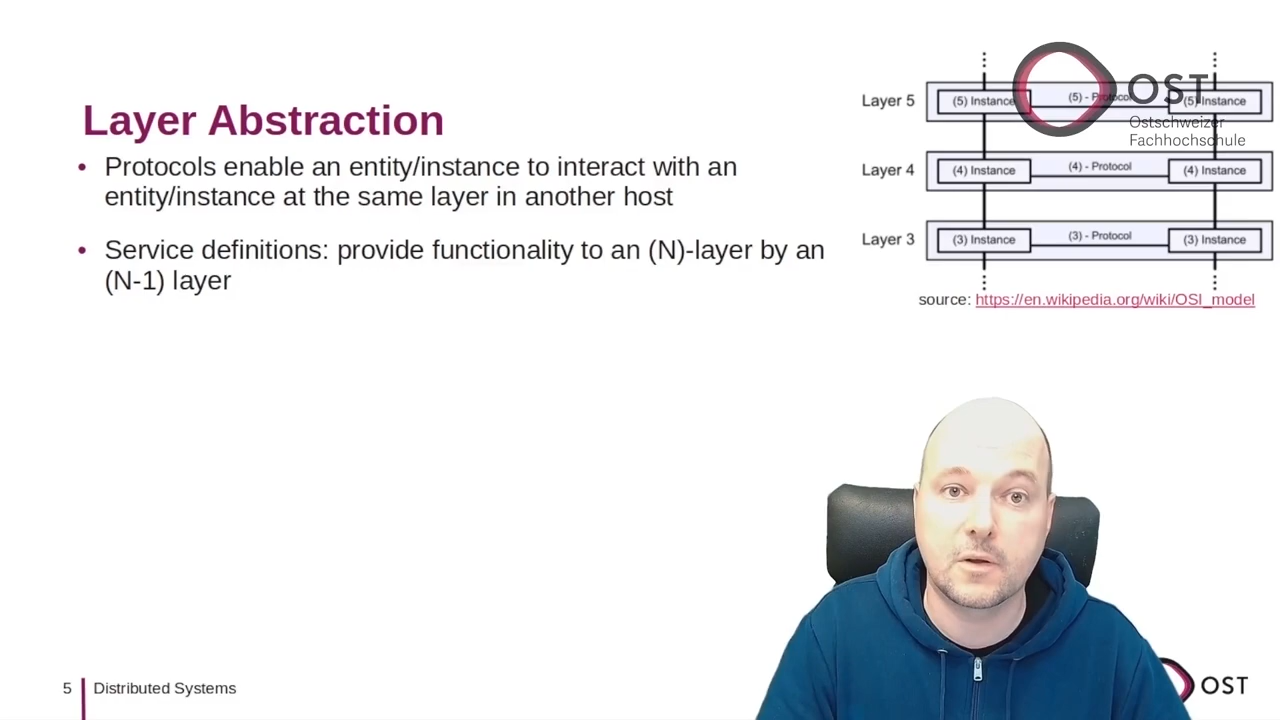 Layer Abstraction
• Protocols enable an entity/instance to interact with an
entity/instance at the same layer in another host
• Service definitions: provide functionality to an (N)-layer by an
(N-1) layer
Layer 5
(5) Instance
(5) - Protocol
(5) Instance
Layer 4
(4) Instance
(4) - Protocol
(4) Instance
Layer 3
(3) Instance
(3) - Protocol
(3) Instance
source: https://en.wikipedia.org/wiki/OSI_model
OST
Ostschweizer
Fachhochschule
5
Distributed Systems
OST